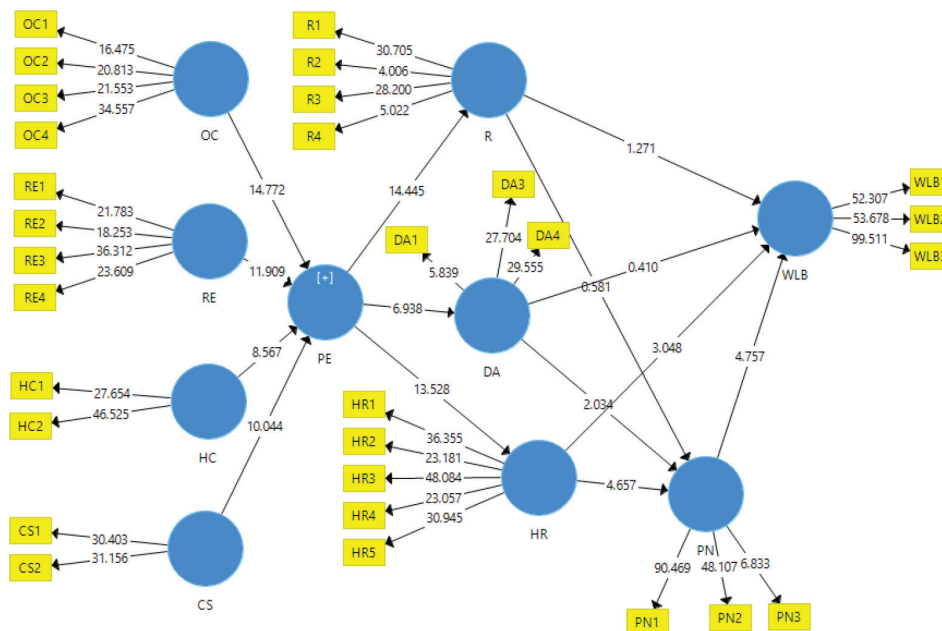 OC1
OC2
OC3
OC4
16.475
20.813
21.553
34.557
OC
14.772
RE1
RE2
RE3
RE4
21.783
18.253
36.312
23.609
RE
11.909
HC1
HC2
27.654
46.525
HC
8.567
CS1
CS2
30.403
31.156
CS
10.044
[+]
PE
14.445
6.938
13.528
R1
R2
R3
R4
30.705
4.006
28.200
5.022
R
1.271
0.581
DA1
DA3
DA4
5.839
27.704
29.555
DA
0.410
2.034
HR1
HR2
HR3
HR4
HR5
36.355
23.181
48.084
23.057
30.945
HR
3.048
4.657
PN
4.757
90.469
48.107
6.833
PN1
PN2
PN3
WLB
52.307
53.678
99.511
WLB1
WLB2
WLB3